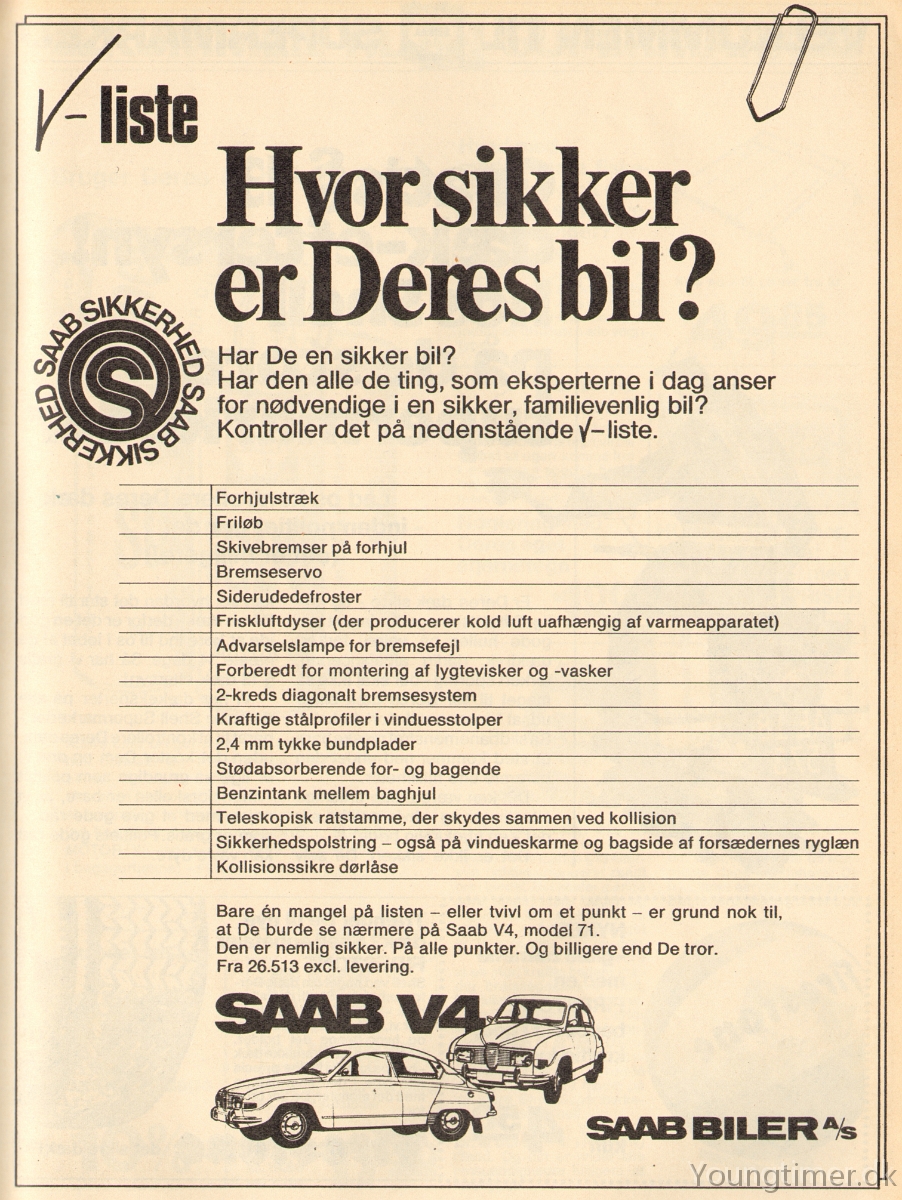 √- liste
Hvor sikker
er Deres bil?
SAAB SIKKERHED SAAB SIKKERHED
Har De en sikker bil?
Har den alle de ting, som eksperterne i dag anser
for nødvendige i en sikker, familievenlig bil?
Kontroller det på nedenstående √-liste.
Forhjulstræk
Friløb
Skivebremser på forhjul
Bremseservo
Siderudedefroster
Friskluftdyser (der producerer kold luft uafhængig af varmeapparatet)
Advarselslampe for bremsefejl
Forberedt for montering af lygtevisker og -vasker
2-kreds diagonalt bremsesystem
Kraftige stålprofiler i vinduesstolper
2,4 mm tykke bundplader
Stødabsorberende for- og bagende
Benzintank mellem baghjul
Teleskopisk ratstamme, der skydes sammen ved kollision
Sikkerhedspolstring – også på vindueskarme og bagside af forsædernes ryglæn
Kollisionssikre dørlåse
Bare én mangel på listen – eller tvivl om et punkt – er grund nok til,
at De burde se nærmere på Saab V4, model 71.
Den er nemlig sikker. På alle punkter. Og billigere end De tror.
Fra 26.513 excl. levering.
SAAB V4
SAAB BILER A/S
Youngtimer.dk